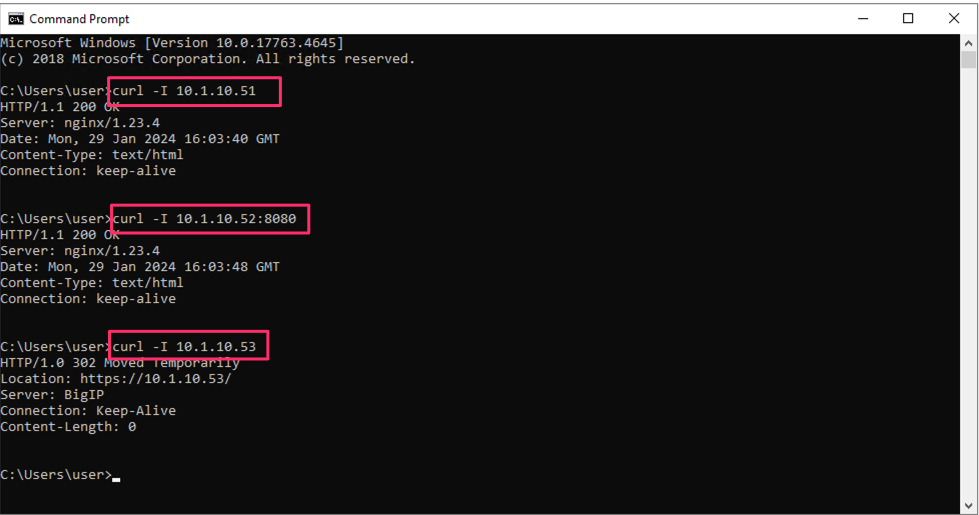 Command Prompt
Microsoft Windows [Version 10.0.17763.4645]
(c) 2018 Microsoft Corporation. All rights reserved.
C:\Users\user>curl -I 10.1.10.51
HTTP/1.1 200 OK
Server: nginx/1.23.4
Date: Mon, 29 Jan 2024 16:03:40 GMT
Content-Type: text/html
Connection: keep-alive
C:\Users\user>curl -I 10.1.10.52:8080
HTTP/1.1 200 OK
Server: nginx/1.23.4
Date: Mon, 29 Jan 2024 16:03:48 GMT
Content-Type: text/html
Connection: keep-alive
C:\Users\user>curl -I 10.1.10.53
HTTP/1.0 302 Moved Temporarily
Location: https://10.1.10.53/
Server: BigIP
Connection: Keep-Alive
Content-Length: 0
C:\Users\user>